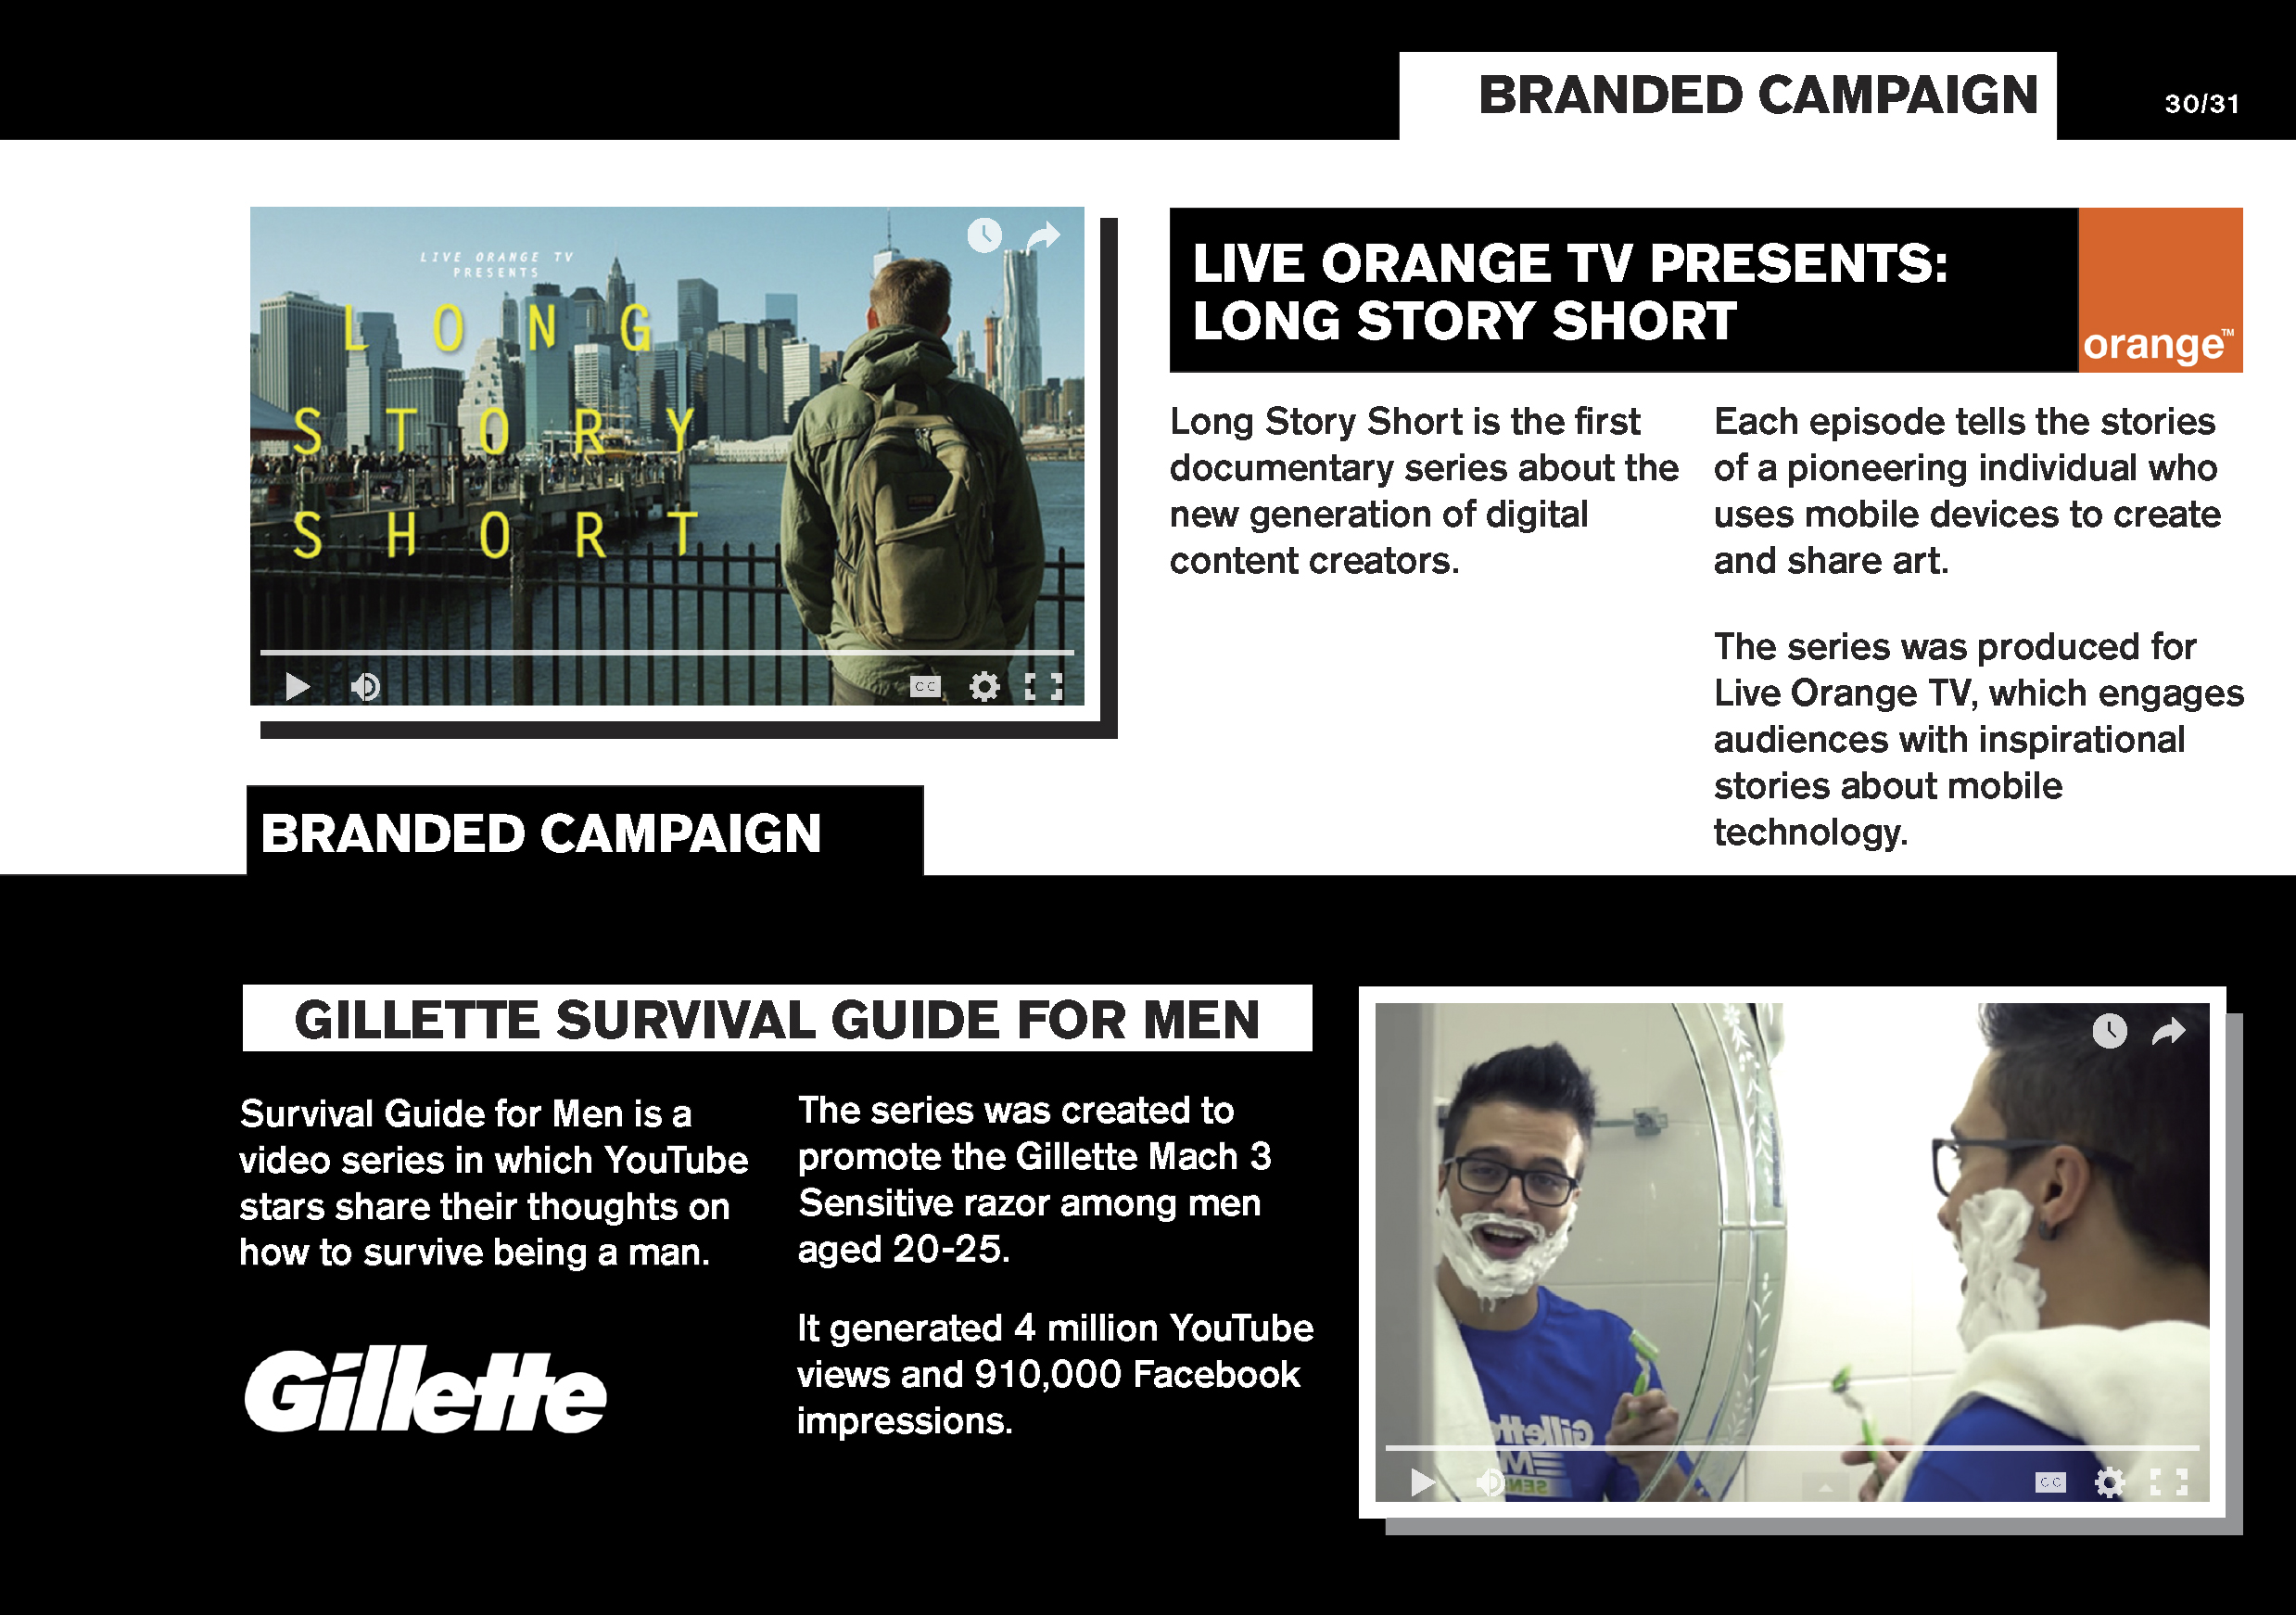 BRANDED CAMPAIGN
30/31
LIVE ORANGE TV
PRESENTS
LONG
STORY
SHORT
CC
LIVE ORANGE TV PRESENTS:
LONG STORY SHORT
orange™
Long Story Short is the first
documentary series about the
new generation of digital
content creators.
Each episode tells the stories
of a pioneering individual who
uses mobile devices to create
and share art.
The series was produced for
Live Orange TV, which engages
audiences with inspirational
stories about mobile
technology.
BRANDED CAMPAIGN
GILLETTE SURVIVAL GUIDE FOR MEN
Survival Guide for Men is a
video series in which YouTube
stars share their thoughts on
how to survive being a man.
Gillette
The series was created to
promote the Gillette Mach 3
Sensitive razor among men
aged 20-25.
It generated 4 million YouTube
views and 910,000 Facebook
impressions.
Gillett
SEN
CC